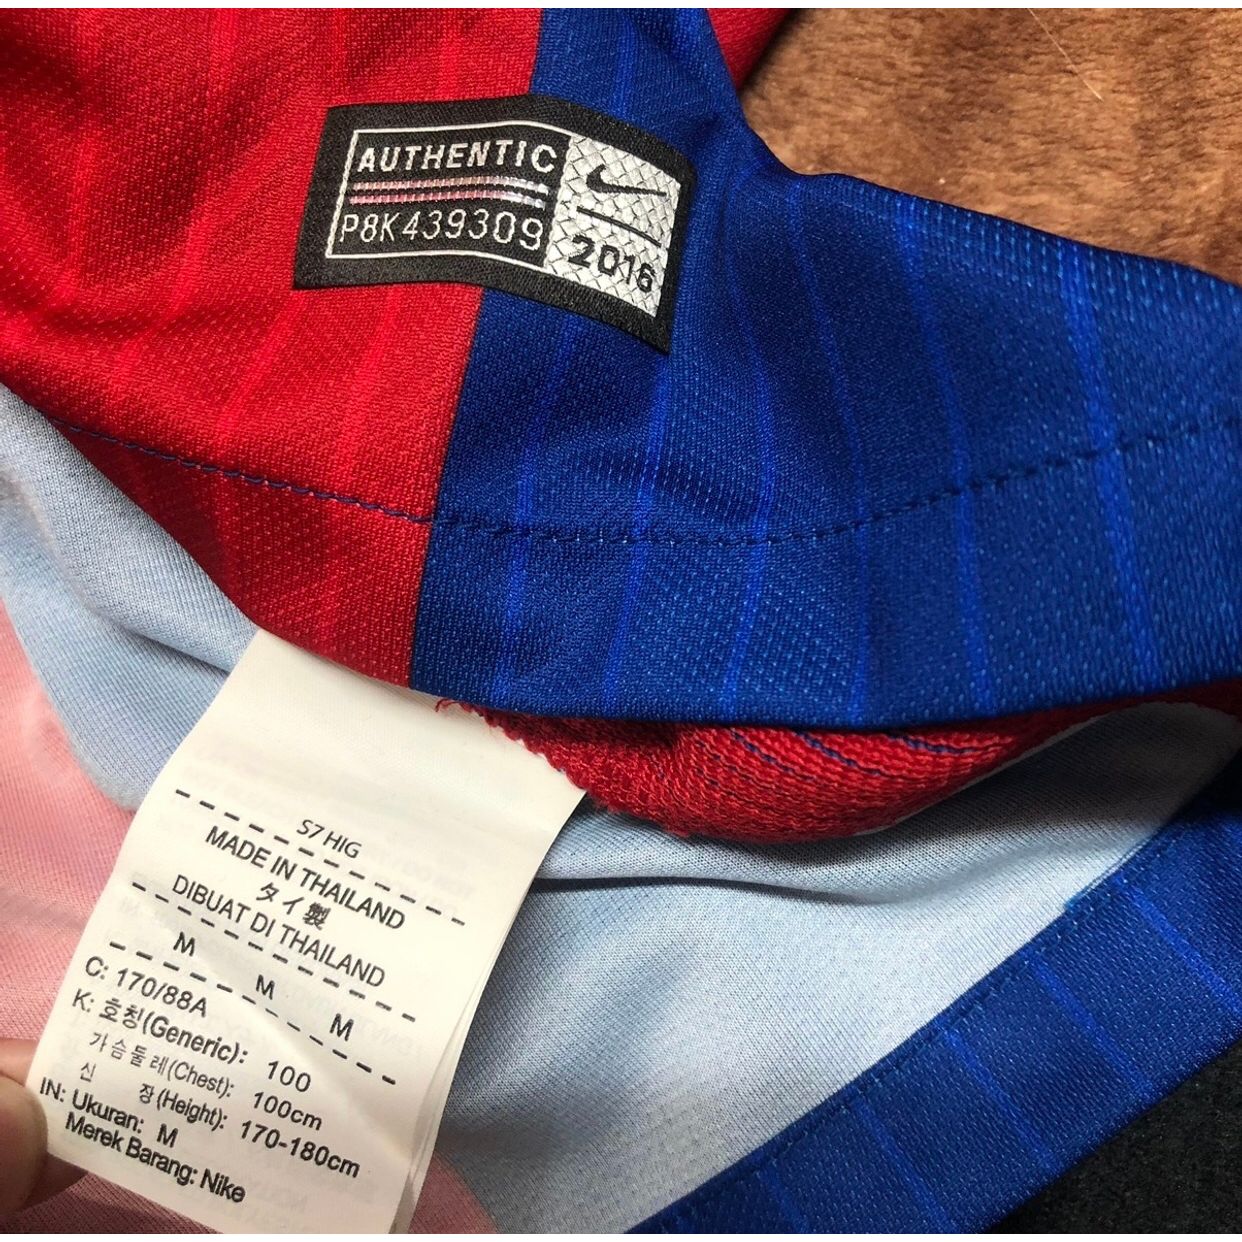 AUTHENTIC
P8K439309
2016
S7 HIG
MADE IN THAILAND
タイ製
DIBUAT DI THAILAND
M
M
M
C: 170/88A
K: 호칭(Generic): 100
가슴둘레(Chest): 100cm
신 장(Height): 170-180cm
IN: Ukuran: M
Merek Barang: Nike